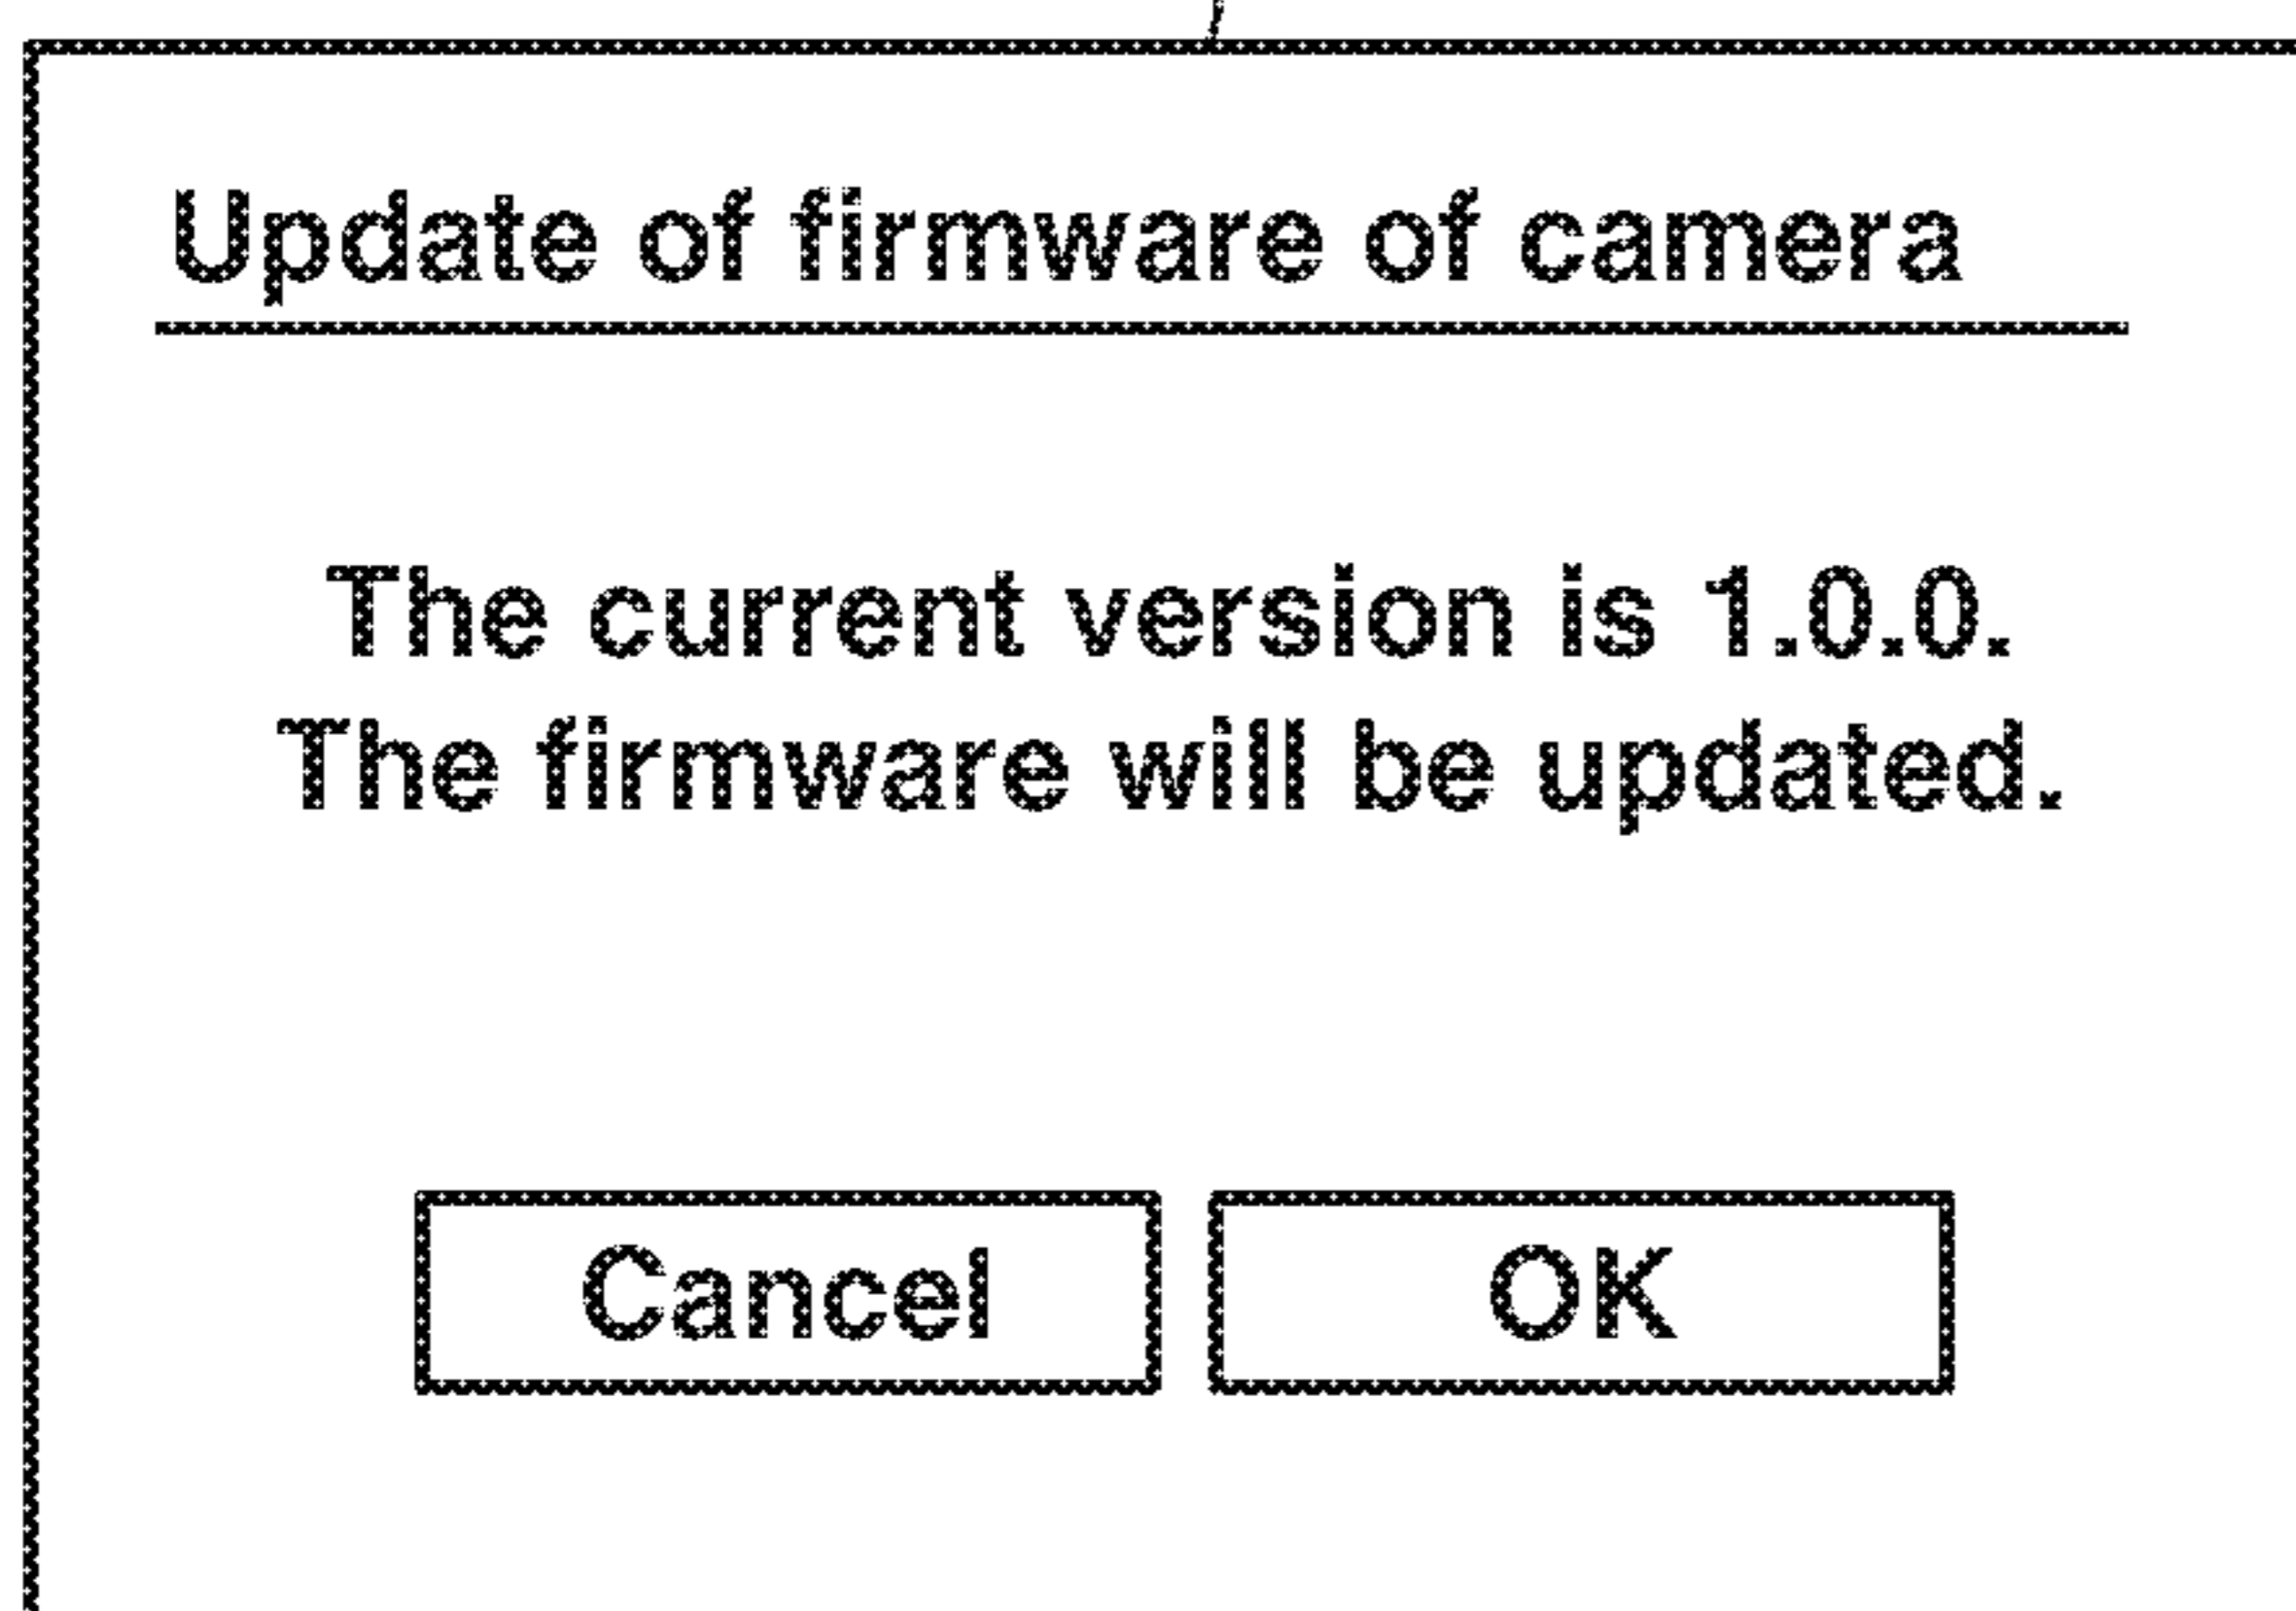 Update of firmware of camera
The current version is 1.0.0.
The firmware will be updated.
Cancel
OK